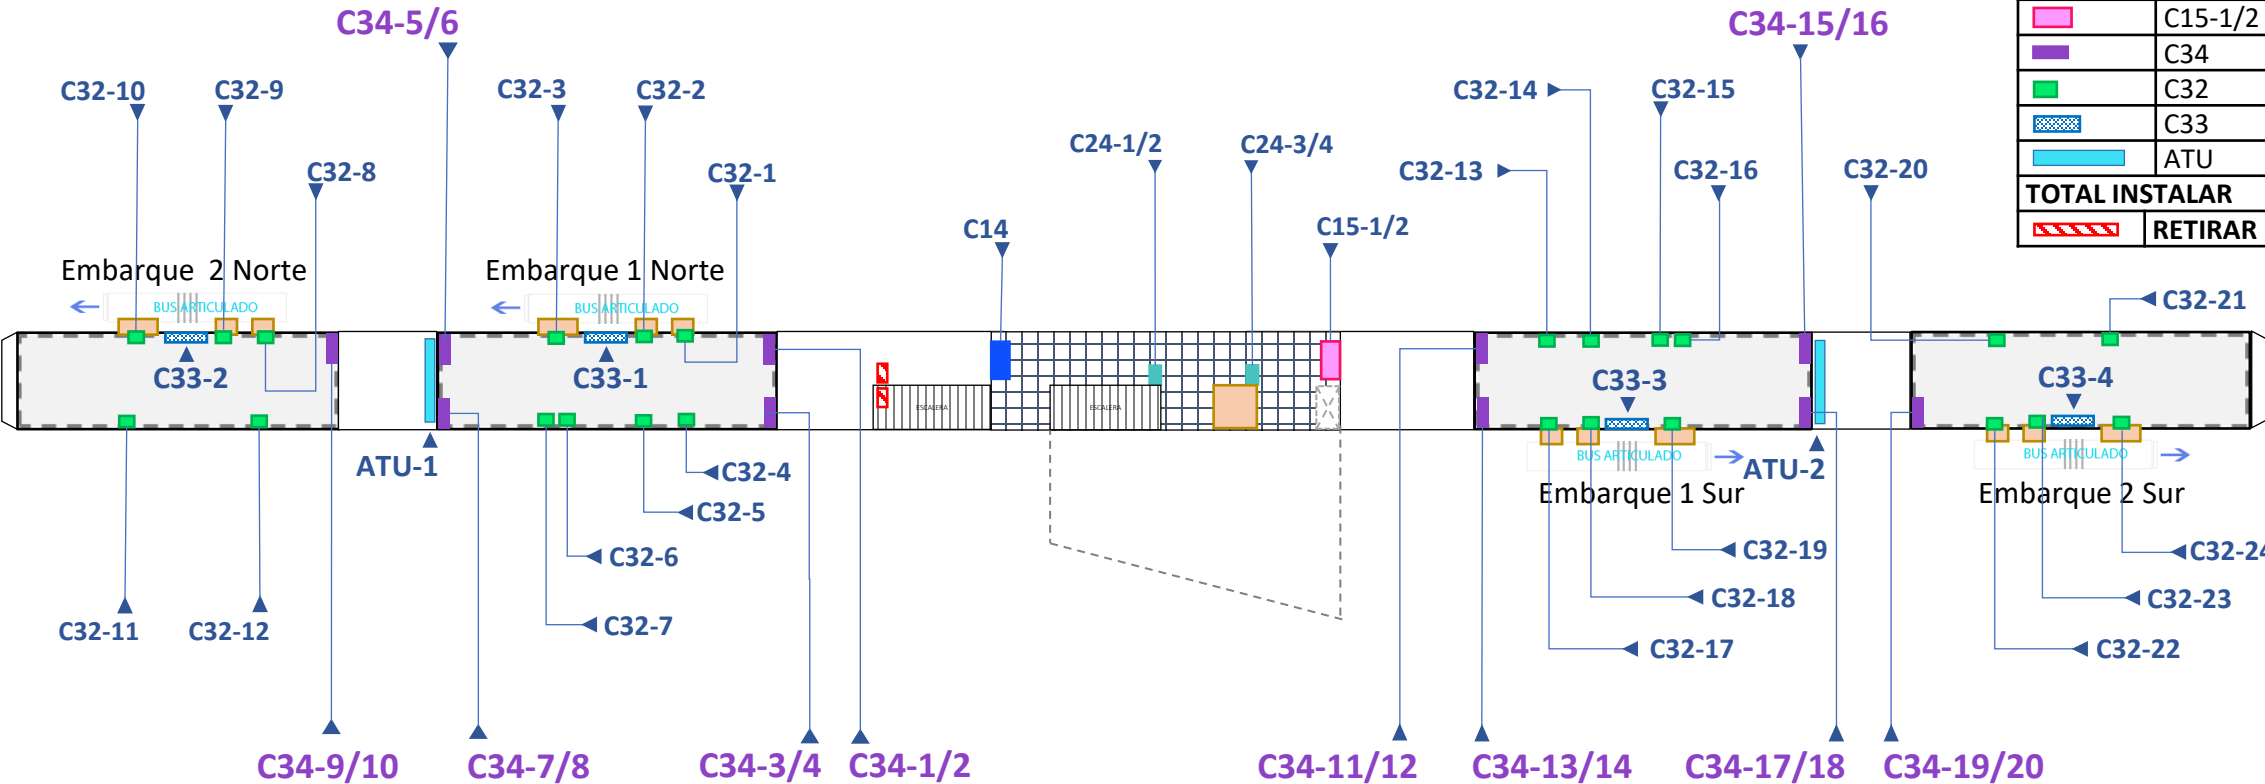 C34-5/6
C34-15/16
C15-1/2
C34
C32
C33
ATU
TOTAL INSTALAR
RETIRAR
C32-10
C32-9
C32-3
C32-2
C32-14
C32-15
C32-8
C32-1
C24-1/2
C24-3/4
C32-13
C32-16
C32-20
C14
C15-1/2
Embarque 2 Norte
Embarque 1 Norte
BUS ARTICULADO
BUS ARTICULADO
C32-21
C33-2
C33-1
C33-3
C33-4
ESCALERA
ESCALERA
BUS ARTICULADO
BUS ARTICULADO
ATU-1
C32-4
ATU-2
Embarque 1 Sur
Embarque 2 Sur
C32-5
C32-6
C32-19
C32-24
C32-18
C32-23
C32-11
C32-12
C32-7
C32-17
C32-22
C34-9/10
C34-7/8
C34-3/4
C34-1/2
C34-11/12
C34-13/14
C34-17/18
C34-19/20